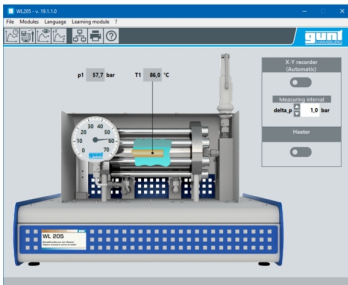 WL205 - v. 19.1.1.0
File Modules Language Learning module ?
gunt
p1 57,7 bar T1 86,0 °C
X-Y recorder
(Automatic)
Measuring interval
delta_p 1,0 bar
Heater
30 40
20 50
10 60
0 70
gunt
WL 205